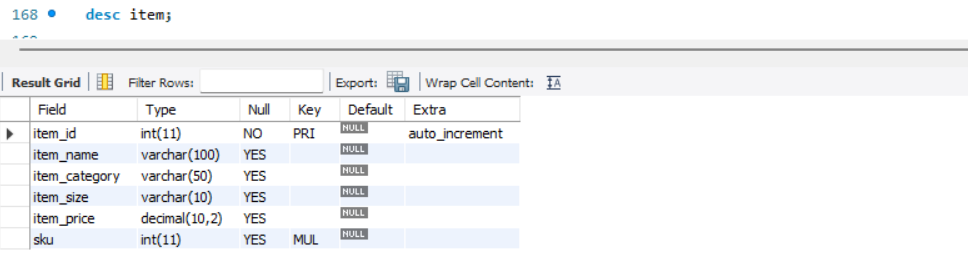 168 desc item;
Result Grid Filter Rows: Export: Wrap Cell Content: IA
Field Type Null Key Default Extra
item_id int(11) NO PRI NULL auto_increment
item_name varchar(100) YES NULL
item_category varchar(50) YES NULL
item_size varchar(10) YES NULL
item_price decimal(10,2) YES NULL
sku int(11) YES MUL NULL